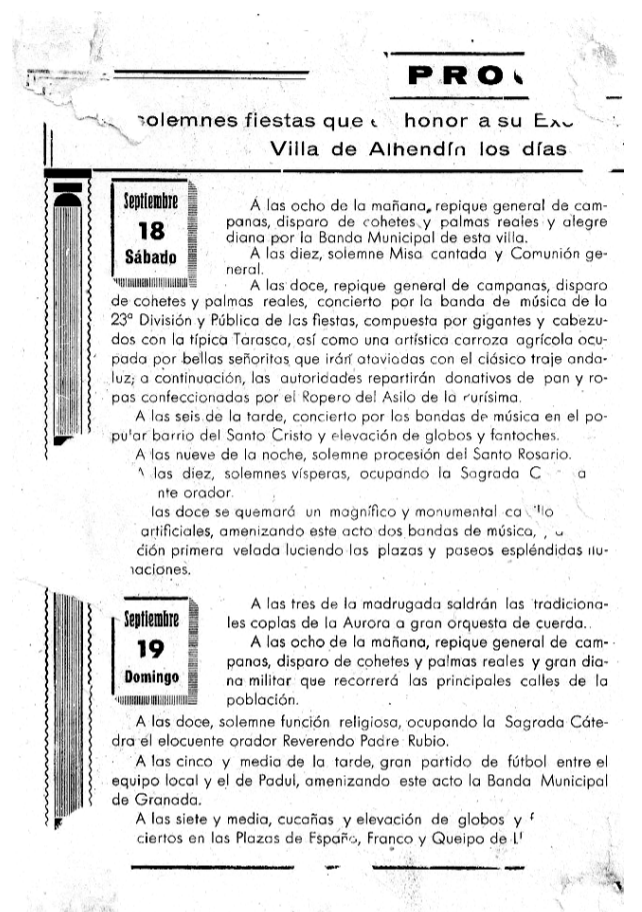 PRO
solemnes fiestas que honor a su
Villa de Alhendín los días
Septiembre
18
Sábado
A las ocho de la mañana, repique general de cam-
panas, disparo de cohetes y palmas reales y alegre
diana por la Banda Municipal de esta villa.
A las diez, solemne Misa cantada y Comunión ge-
neral.
A las doce, repique general de campanas, disparo
de cohetes y palmas reales, concierto por la banda de música de la
23ª División y Pública de las fiestas, compuesta por gigantes y cabezu-
dos con la típica Tarasca, así como una artística carroza agrícola ocu-
pada por bellas señoritas que irán ataviadas con el clásico traje anda-
luz; a continuación, las autoridades repartirán donativos de pan y ro-
pas confeccionadas por el Ropero del Asilo de la Purísima.
A las seis de la tarde, concierto por las bandas de música en el po-
pular barrio del Santo Cristo y elevación de globos y fantoches.
A las nueve de la noche, solemne procesión del Santo Rosario.
A las diez, solemnes vísperas, ocupando la Sagrada
orador.
las doce se quemará un magnífico y monumental
artificiales, amenizando este acto dos bandas de música,
ción primera velada luciendo las plazas y paseos espléndidas ilu-
naciones.
Septiembre
19
Domingo
A las tres de la madrugada saldrán las tradiciona-
les coplas de la Aurora a gran orquesta de cuerda.
A las ocho de la mañana, repique general de cam-
panas, disparo de cohetes y palmas reales y gran dia-
na militar que recorrerá las principales calles de la
población.
A las doce, solemne función religiosa, ocupando la Sagrada Cáte-
dra el elocuente orador Reverendo Padre Rubio.
A las cinco y media de la tarde, gran partido de fútbol entre el
equipo local y el de Padul, amenizando este acto la Banda Municipal
de Granada.
A las siete y media, cucañas y elevación de globos y
ciertos en las Plazas de España, Franco y Queipo de